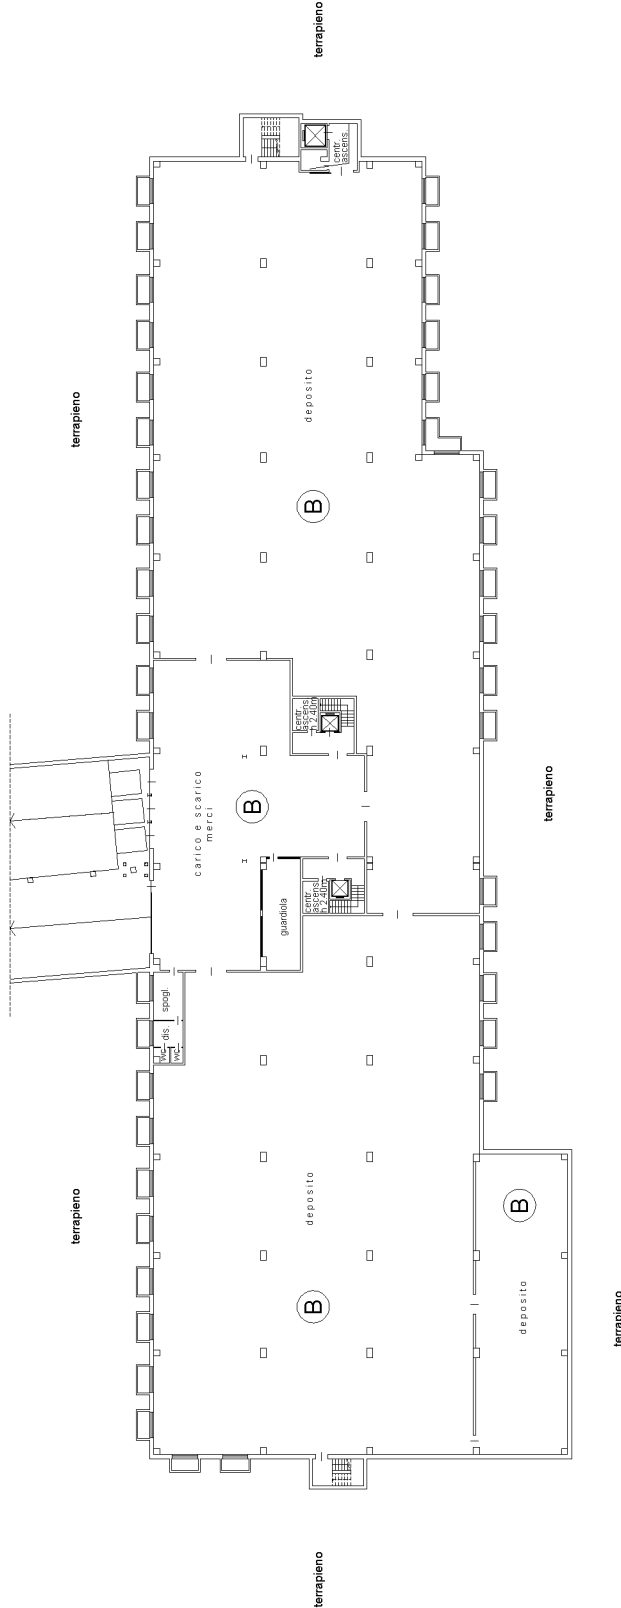 terrapieno
centr.
ascens.
terrapieno
deposito
B
centr.
ascens.
h 2.40m
terrapieno
carico e scarico
merci
B
centr.
ascens.
h 2.40m
guardiola
spogl.
dis.
wc
wc
terrapieno
deposito
B
B
deposito
terrapieno
terrapieno